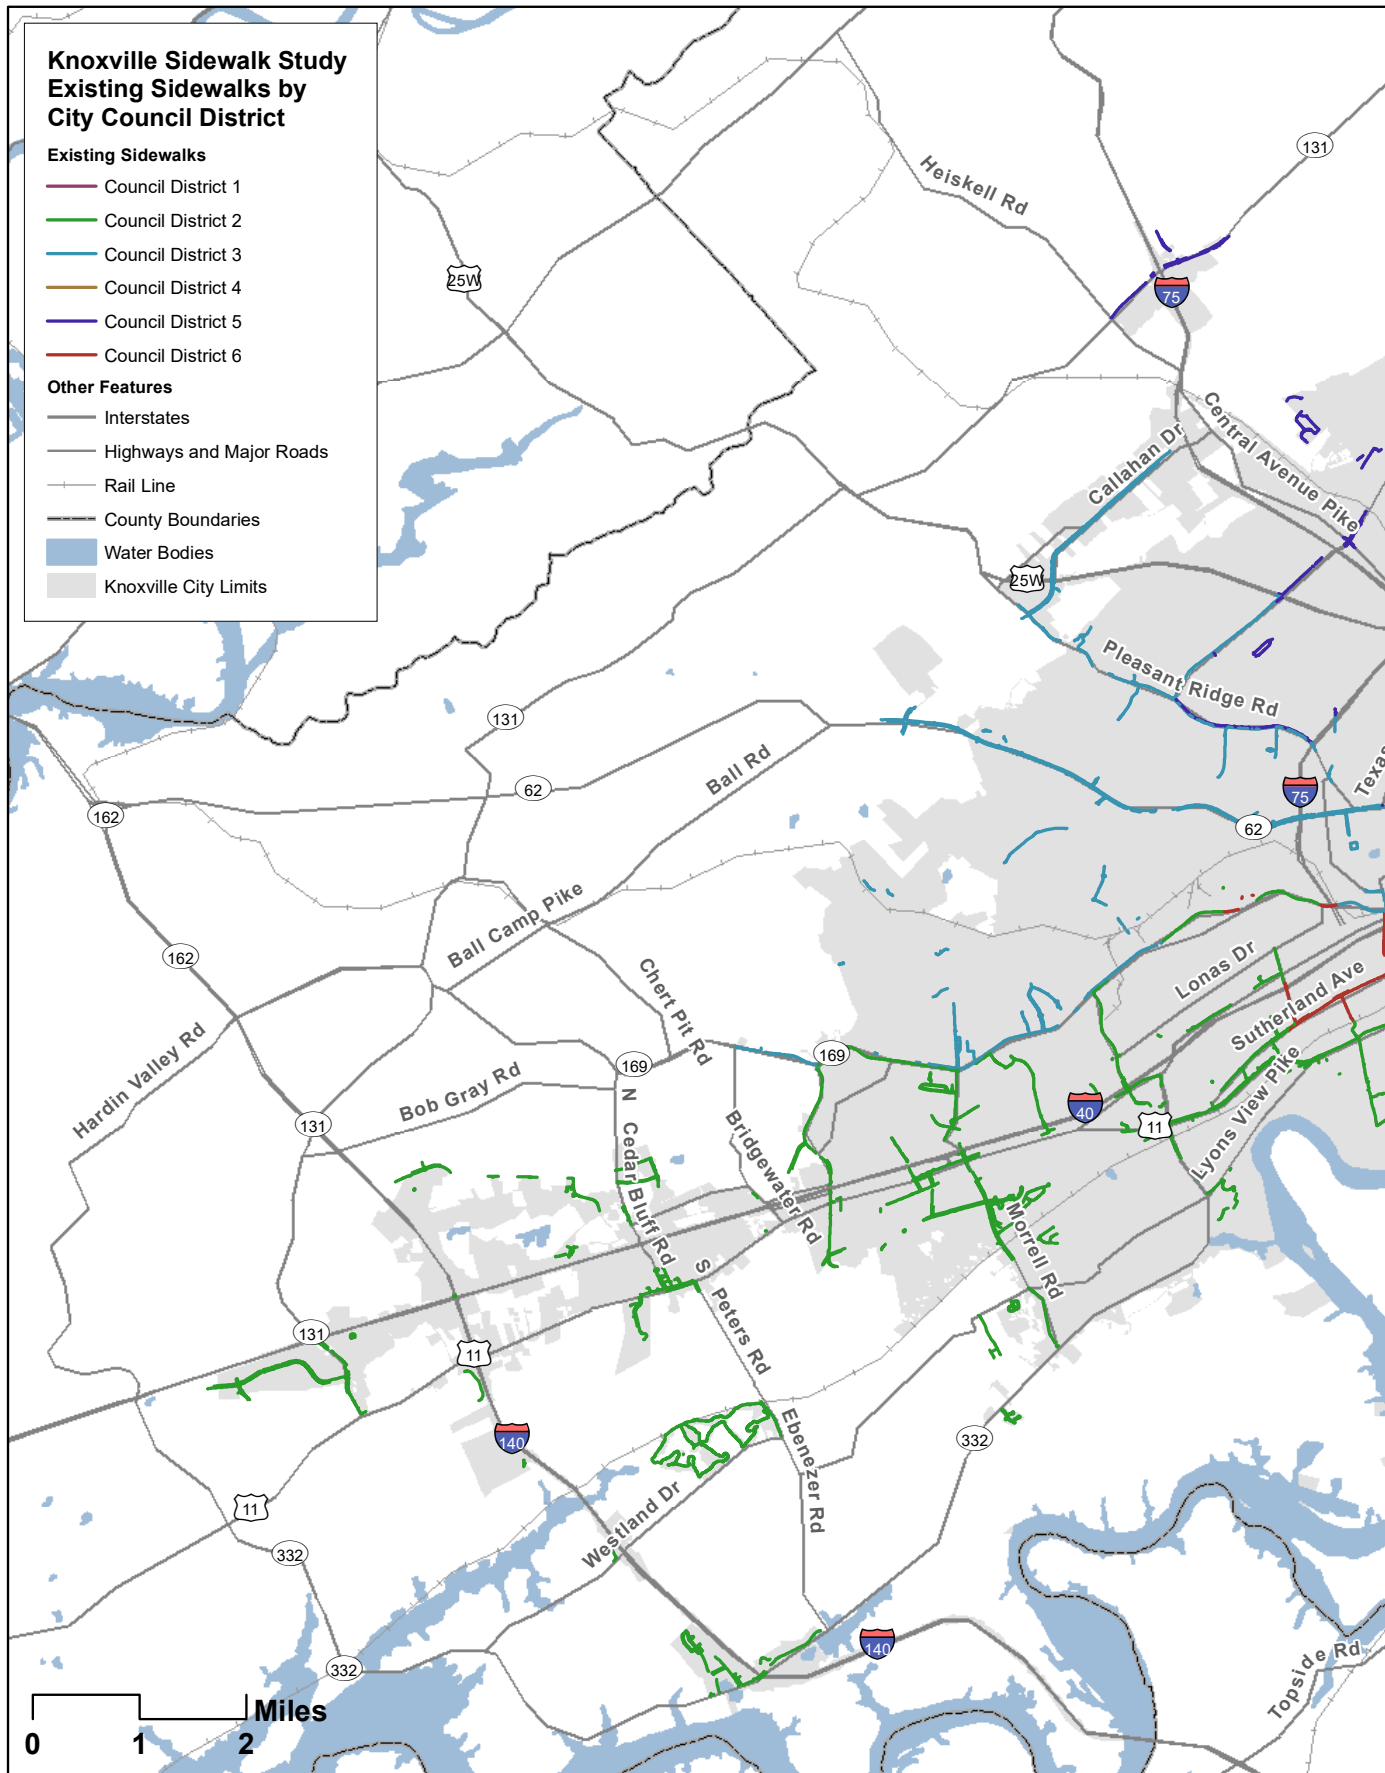 Knoxville Sidewalk Study
Existing Sidewalks by
City Council District
Existing Sidewalks
Council District 1
Council District 2
Council District 3
Council District 4
Council District 5
Council District 6
Other Features
Interstates
Highways and Major Roads
Rail Line
County Boundaries
Water Bodies
Knoxville City Limits
131
Heiskell Rd
25W
75
Central Avenue Pike
Callahan Dr
25W
Pleasant Ridge Rd
131
Ball Rd
62
75
Texas
162
62
Ball Camp Pike
162
Chert Pit Rd
Lonas Dr
Sutherland Ave
Hardin Valley Rd
169
169
Bob Gray Rd
40
11
131
Lyons View Pike
N Cedar Bluff Rd
Bridgewater Rd
Morrell Rd
S Peters Rd
131
11
Ebenezer Rd
140
332
Westland Dr
11
332
140
332
Topside Rd
Miles
0 1 2